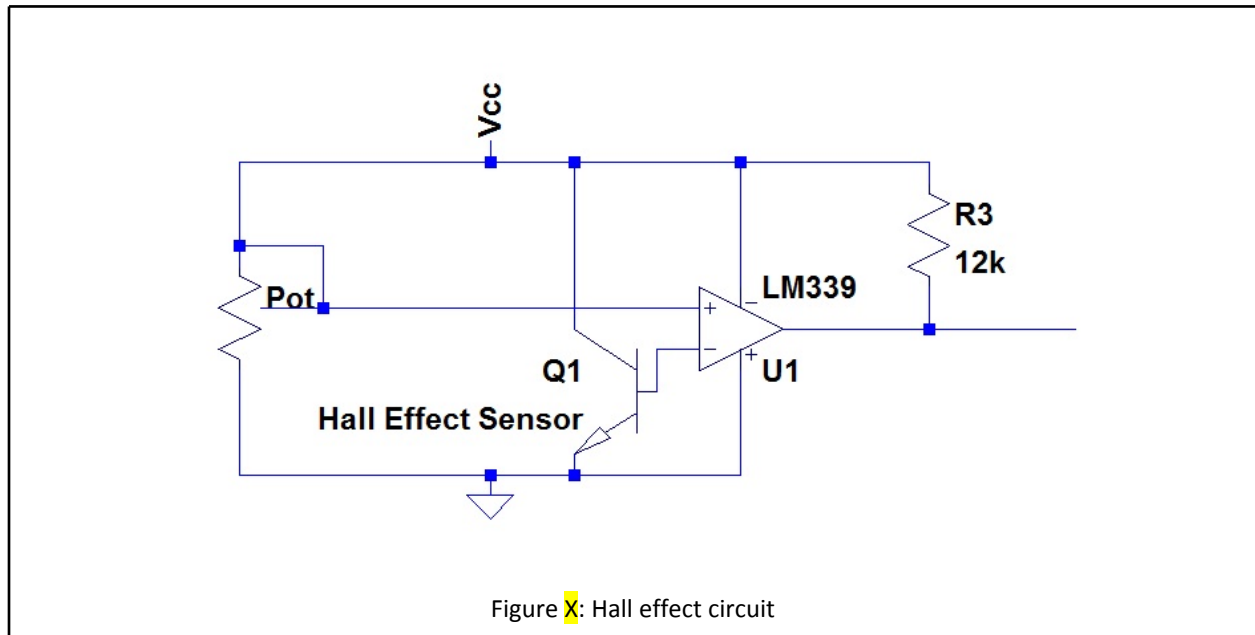 Vcc
R3
12k
Pot
LM339
+
−
−
+
Q1
U1
Hall Effect Sensor
Figure X: Hall effect circuit